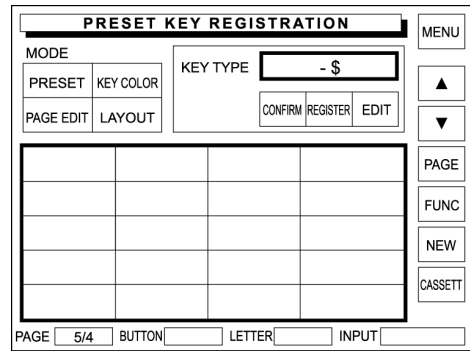 PRESET KEY REGISTRATION
MENU
MODE
PRESET KEY COLOR
PAGE EDIT LAYOUT
KEY TYPE - $
CONFIRM REGISTER EDIT
▲
▼
PAGE
FUNC
NEW
CASSETT
PAGE 5/4 BUTTON LETTER INPUT